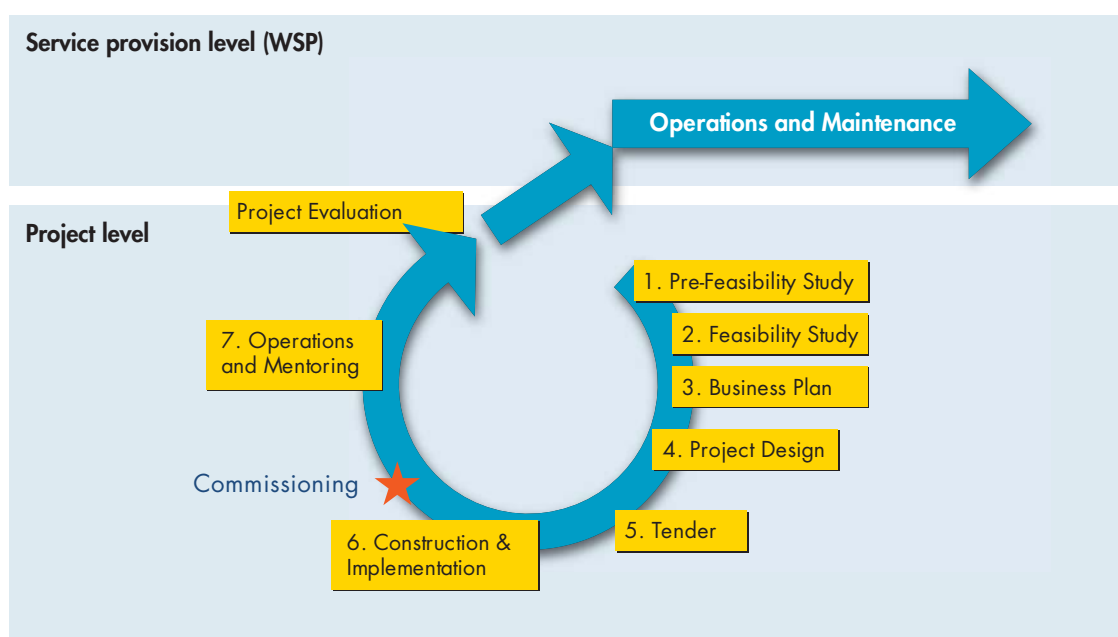 Service provision level (WSP)
Operations and Maintenance
Project Evaluation
Project level
1. Pre-Feasibility Study
2. Feasibility Study
3. Business Plan
4. Project Design
5. Tender
6. Construction &
Implementation
Commissioning
7. Operations
and Mentoring